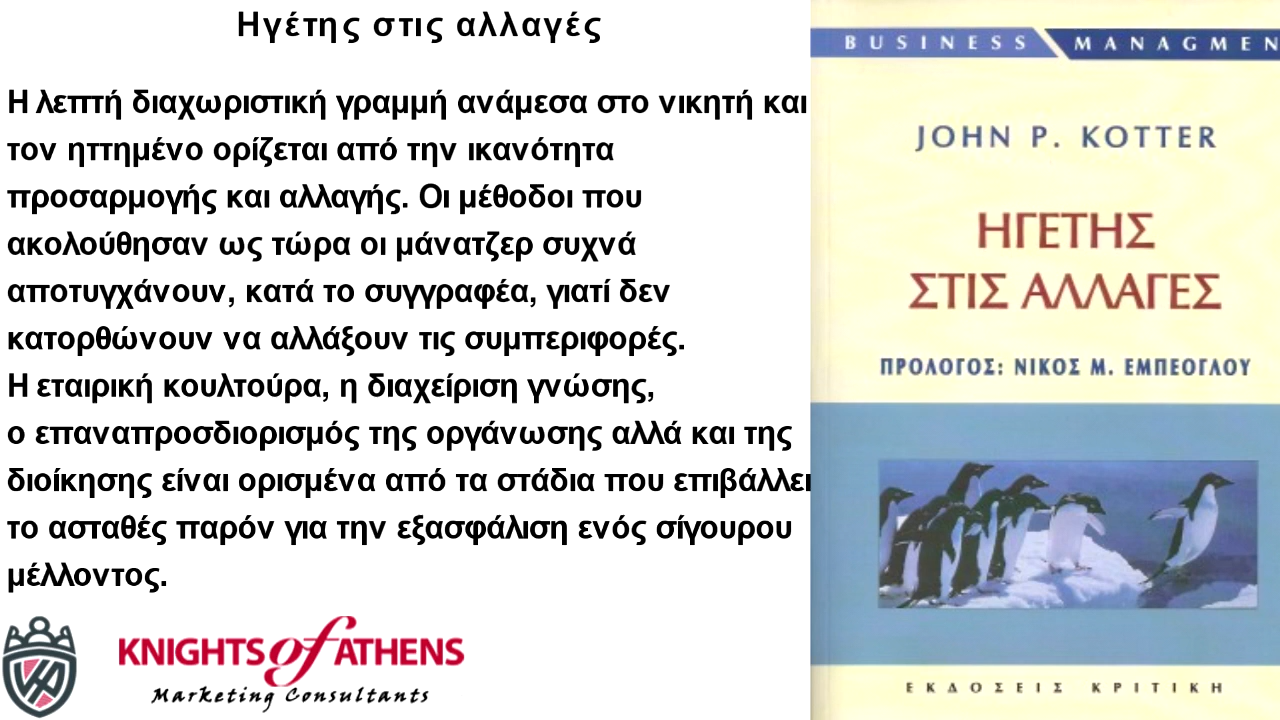 Ηγέτης στις αλλαγές
Η λεπτή διαχωριστική γραμμή ανάμεσα στο νικητή και
τον ηττημένο ορίζεται από την ικανότητα
προσαρμογής και αλλαγής. Οι μέθοδοι που
ακολούθησαν ως τώρα οι μάνατζερ συχνά
αποτυγχάνουν, κατά το συγγραφέα, γιατί δεν
κατορθώνουν να αλλάξουν τις συμπεριφορές.
Η εταιρική κουλτούρα, η διαχείριση γνώσης,
ο επαναπροσδιορισμός της οργάνωσης αλλά και της
διοίκησης είναι ορισμένα από τα στάδια που επιβάλλει
το ασταθές παρόν για την εξασφάλιση ενός σίγουρου
μέλλοντος.
KNIGHTS of ATHENS
Marketing Consultants
BUSINESS MANAGMEN
JOHN P. KOTTER
ΗΓΕΤΗΣ
ΣΤΙΣ ΑΛΛΑΓΕΣ
ΠΡΟΛΟΓΟΣ: ΝΙΚΟΣ Μ. ΕΜΠΕΟΓΛΟΥ
ΕΚΔΟΣΕΙΣ ΚΡΙΤΙΚΗ